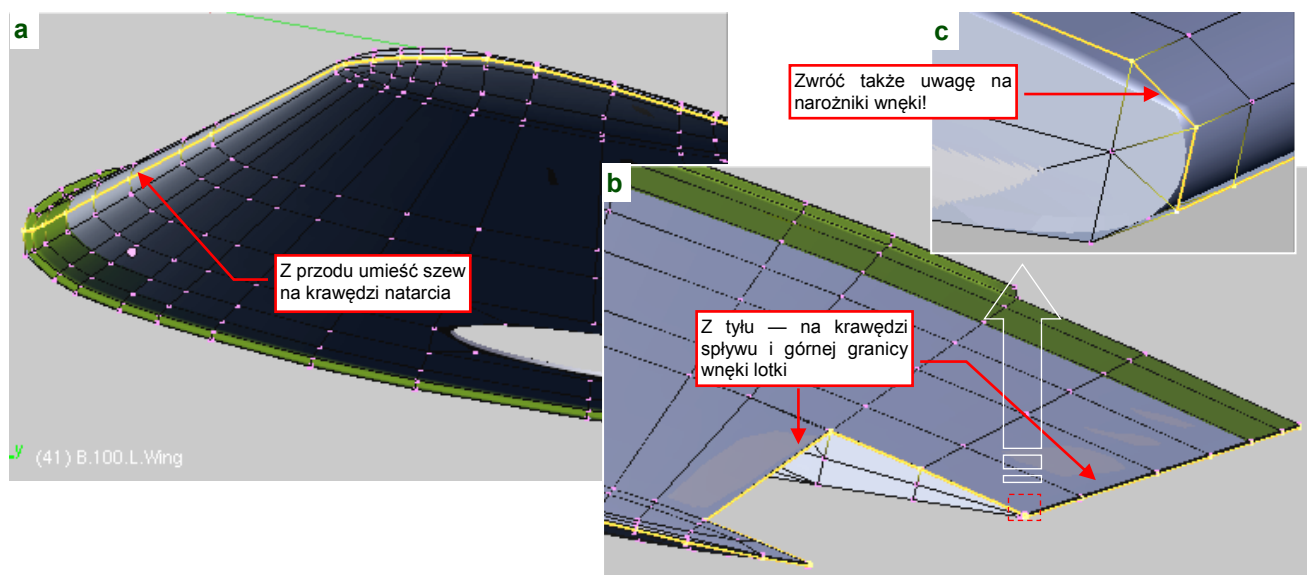 a
Z przodu umieść szew
na krawędzi natarcia
y
(41) B.100.L.Wing
b
Z tyłu — na krawędzi
spływu i górnej granicy
wnęki lotki
c
Zwróć także uwagę na
narożniki wnęki!